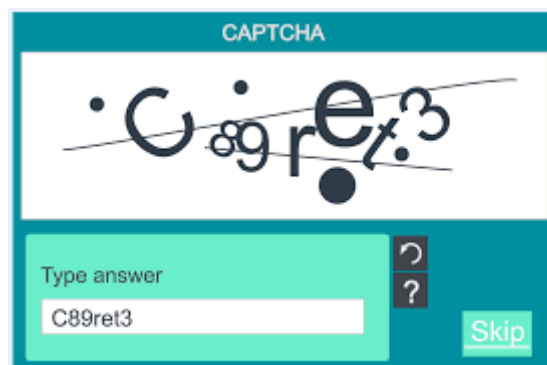 CAPTCHA
C89ret3
Type answer
C89ret3
?
Skip